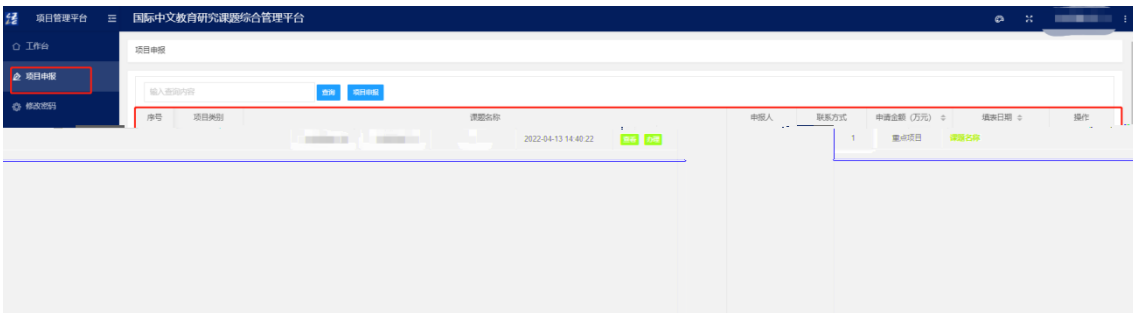 项目管理平台 国际中文教育研究课题综合管理平台
工作台
项目申报
项目申报
修改密码
输入查询内容 查询 项目申报
序号 项目类别 课题名称 申报人 联系方式 申请金额（万元） 填表日期 操作
2022-04-13 14:40:22 1 重点项目 课题名称